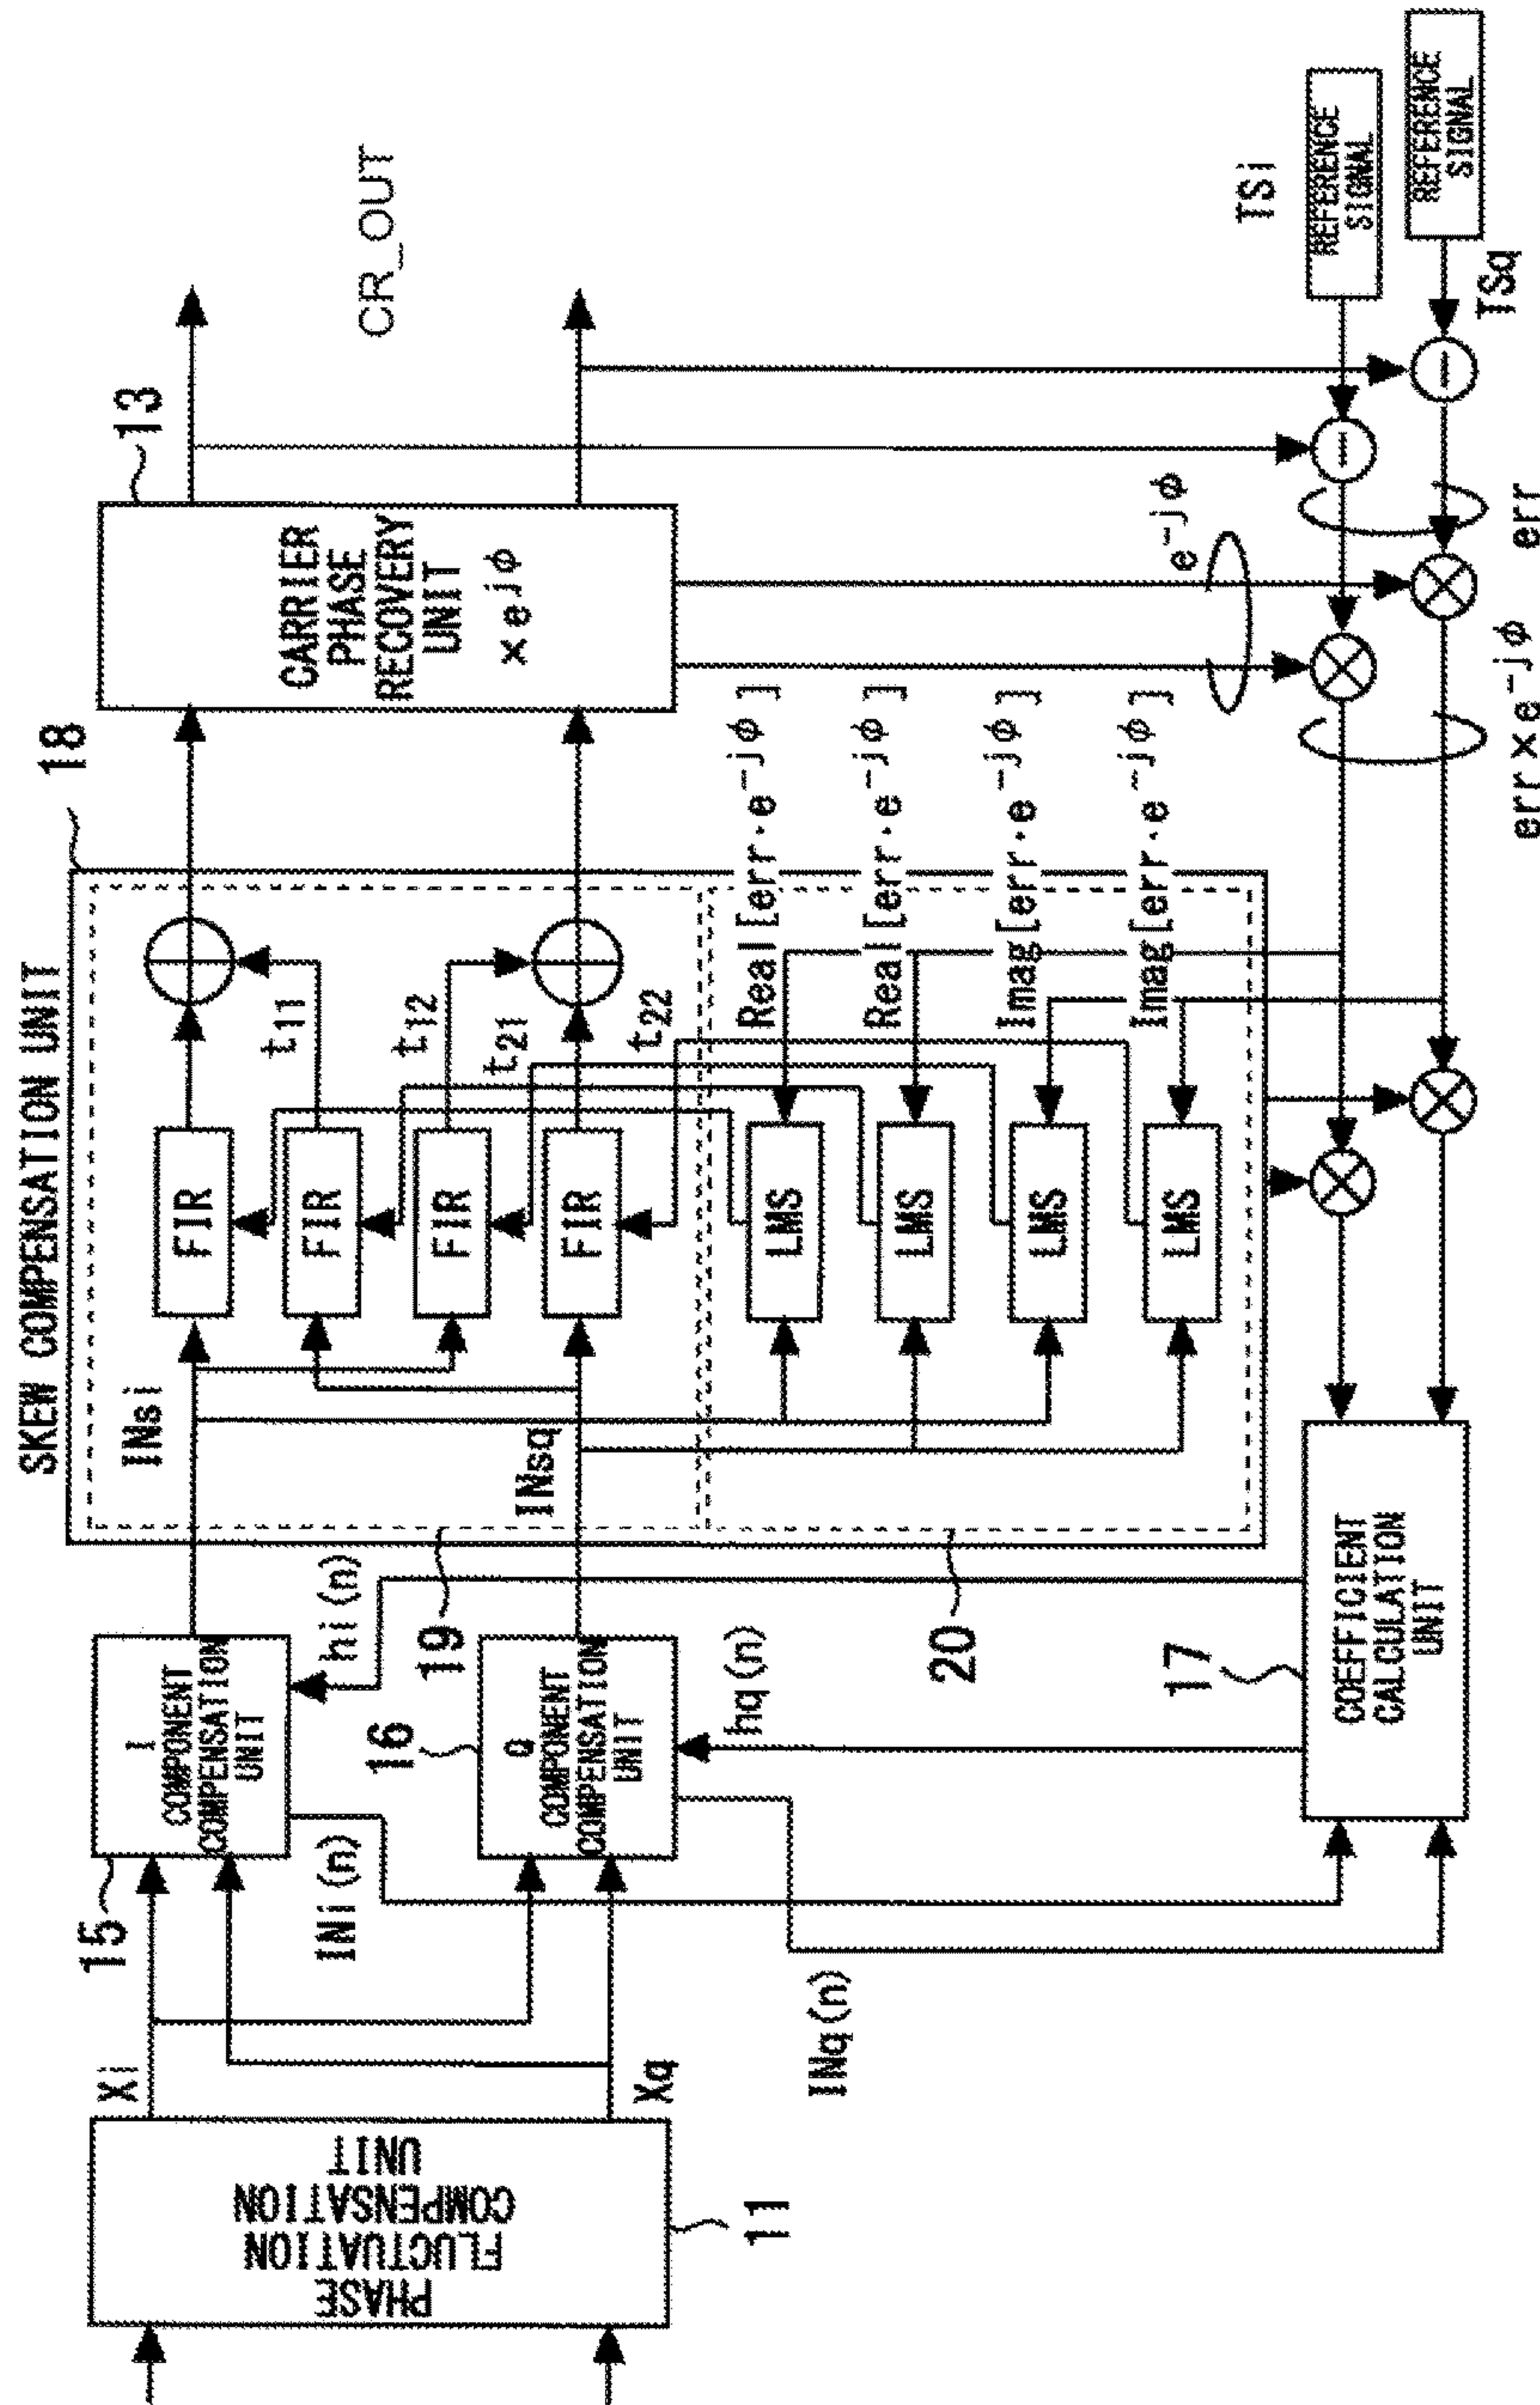 PHASE
FLUCTUATION
COMPENSATION
UNIT
11
Xi
Xq
15
I
COMPONENT
COMPENSATION
UNIT
INi(n)
hi(n)
16
Q
COMPONENT
COMPENSATION
UNIT
INq(n)
hq(n)
17
COEFFICIENT
CALCULATION
UNIT
SKEW COMPENSATION UNIT
18
19
20
INsi
INsq
FIR
FIR
FIR
FIR
t11
t12
t21
t22
LMS
LMS
LMS
LMS
Real[err·e-jφ]
Real[err·e-jφ]
Imag[err·e-jφ]
Imag[err·e-jφ]
13
CARRIER
PHASE
RECOVERY
UNIT
×ejφ
CR_OUT
e-jφ
err×e-jφ
err
TSi
REFERENCE
SIGNAL
TSq
REFERENCE
SIGNAL